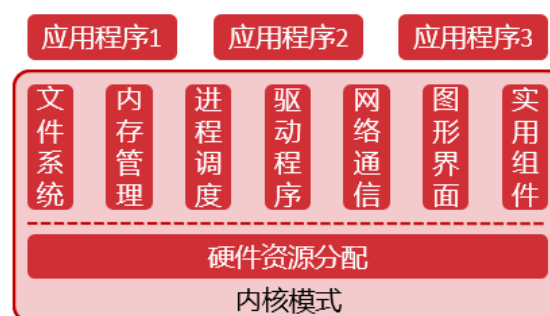 应用程序1
应用程序2
应用程序3
文件系统
内存管理
进程调度
驱动程序
网络通信
图形界面
实用组件
硬件资源分配
内核模式